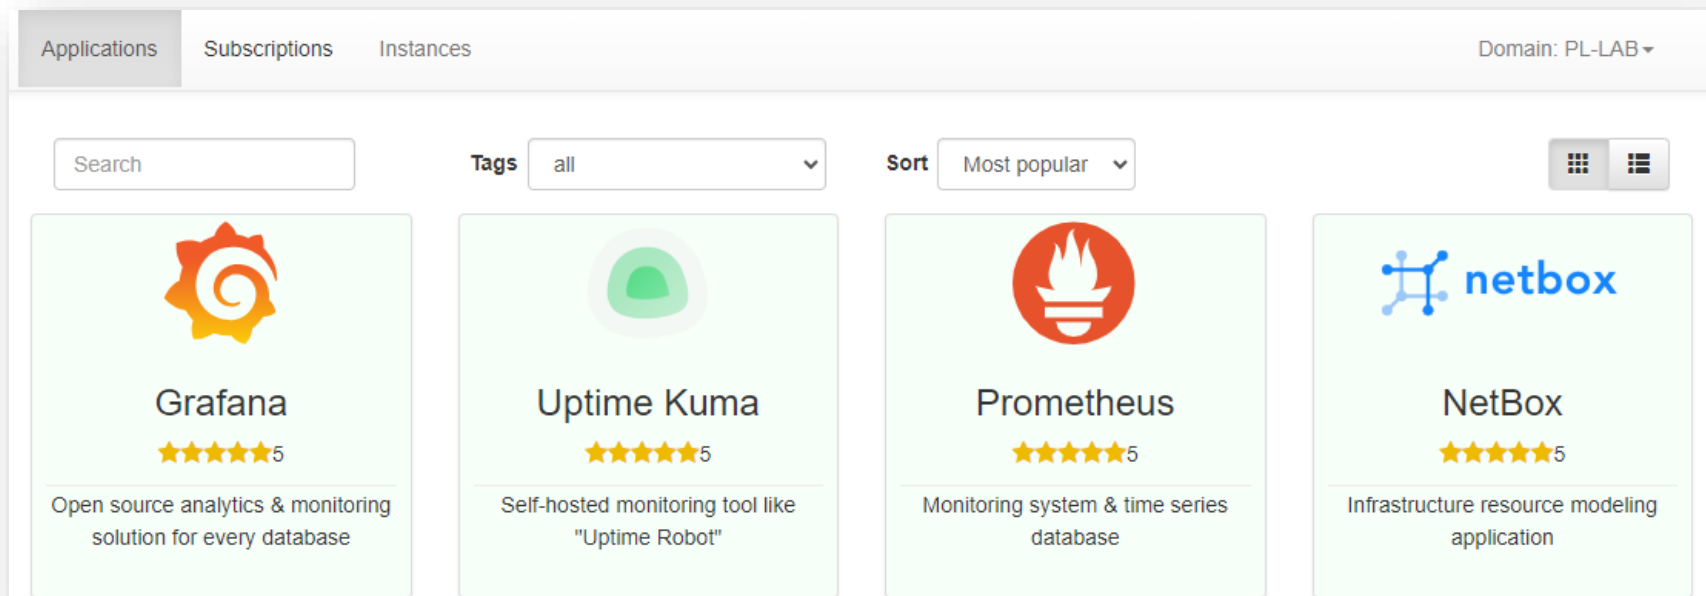 Applications Subscriptions Instances Domain: PL-LAB
Search Tags all Sort Most popular
netbox
Grafana
5
Open source analytics & monitoring
solution for every database
Uptime Kuma
5
Self-hosted monitoring tool like
"Uptime Robot"
Prometheus
5
Monitoring system & time series
database
NetBox
5
Infrastructure resource modeling
application